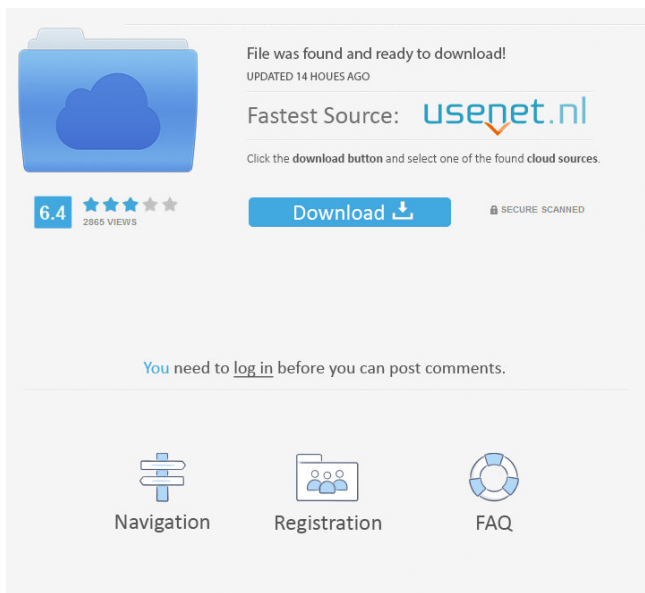 File was found and ready to download!
UPDATED 14 HOUES AGO
Fastest Source: usenet.nl
Click the download button and select one of the found cloud sources.
6.4
2865 VIEWS
Download
SECURE SCANNED
You need to log in before you can post comments.
Navigation
Registration
FAQ